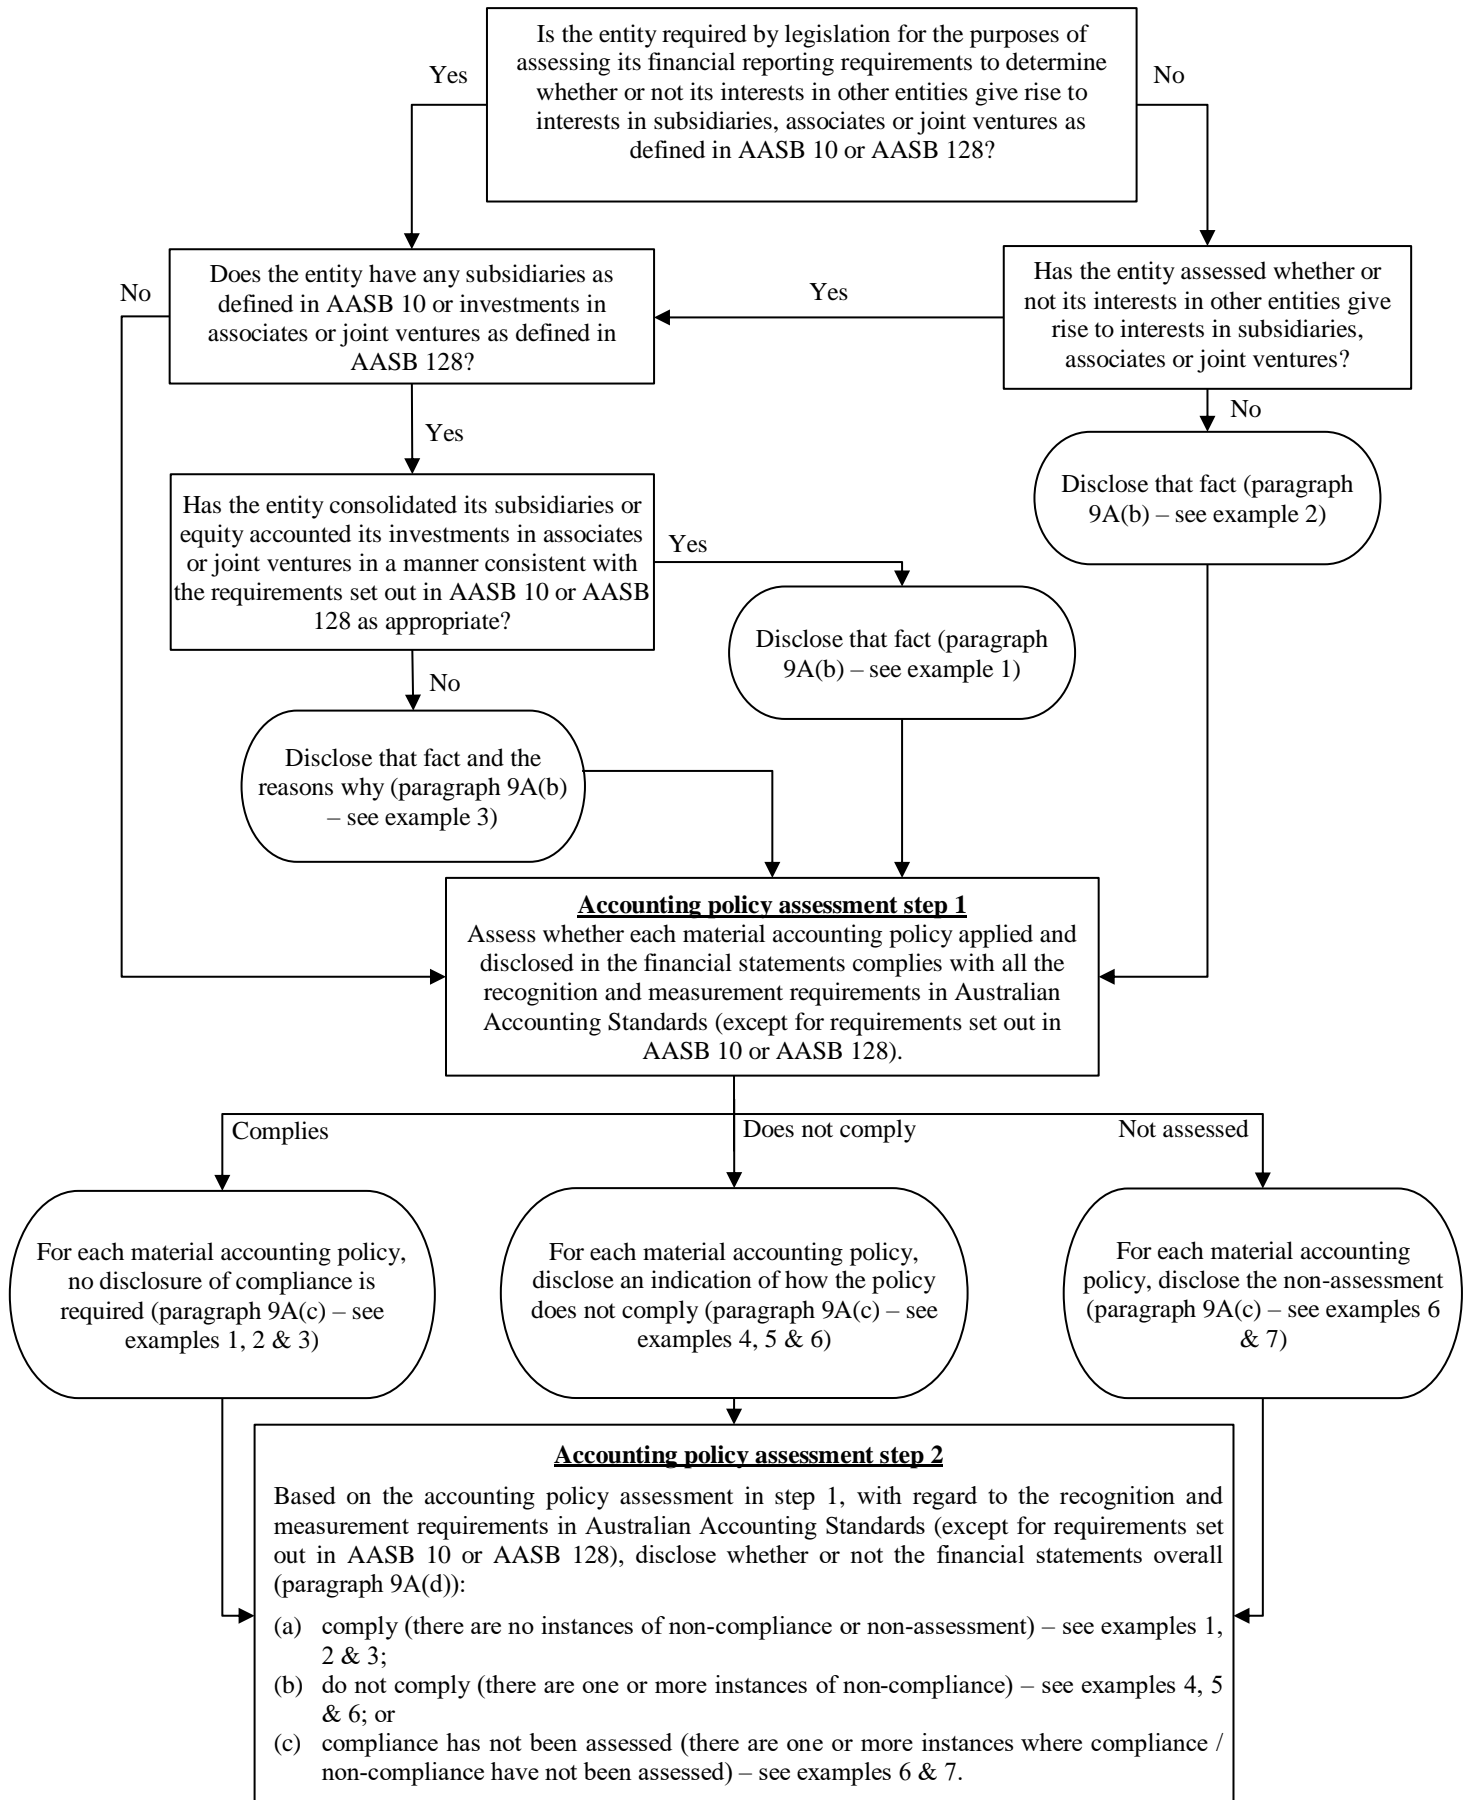 Is the entity required by legislation for the purposes of
assessing its financial reporting requirements to determine
whether or not its interests in other entities give rise to
interests in subsidiaries, associates or joint ventures as
defined in AASB 10 or AASB 128?
Yes
No
Does the entity have any subsidiaries as
defined in AASB 10 or investments in
associates or joint ventures as defined in
AASB 128?
No
Yes
Has the entity assessed whether or
not its interests in other entities give
rise to interests in subsidiaries,
associates or joint ventures?
No
Yes
Disclose that fact (paragraph
9A(b) – see example 2)
Has the entity consolidated its subsidiaries or
equity accounted its investments in associates
or joint ventures in a manner consistent with
the requirements set out in AASB 10 or AASB
128 as appropriate?
Yes
Disclose that fact (paragraph
9A(b) – see example 1)
No
Disclose that fact and the
reasons why (paragraph 9A(b)
– see example 3)
Accounting policy assessment step 1
Assess whether each material accounting policy applied and
disclosed in the financial statements complies with all the
recognition and measurement requirements in Australian
Accounting Standards (except for requirements set out in
AASB 10 or AASB 128).
Complies
Does not comply
Not assessed
For each material accounting policy,
no disclosure of compliance is
required (paragraph 9A(c) – see
examples 1, 2 & 3)
For each material accounting policy,
disclose an indication of how the policy
does not comply (paragraph 9A(c) – see
examples 4, 5 & 6)
For each material accounting
policy, disclose the non-assessment
(paragraph 9A(c) – see examples 6
& 7)
Accounting policy assessment step 2
Based on the accounting policy assessment in step 1, with regard to the recognition and
measurement requirements in Australian Accounting Standards (except for requirements set
out in AASB 10 or AASB 128), disclose whether or not the financial statements overall
(paragraph 9A(d)):
(a) comply (there are no instances of non-compliance or non-assessment) – see examples 1,
2 & 3;
(b) do not comply (there are one or more instances of non-compliance) – see examples 4, 5
& 6; or
(c) compliance has not been assessed (there are one or more instances where compliance /
non-compliance have not been assessed) – see examples 6 & 7.